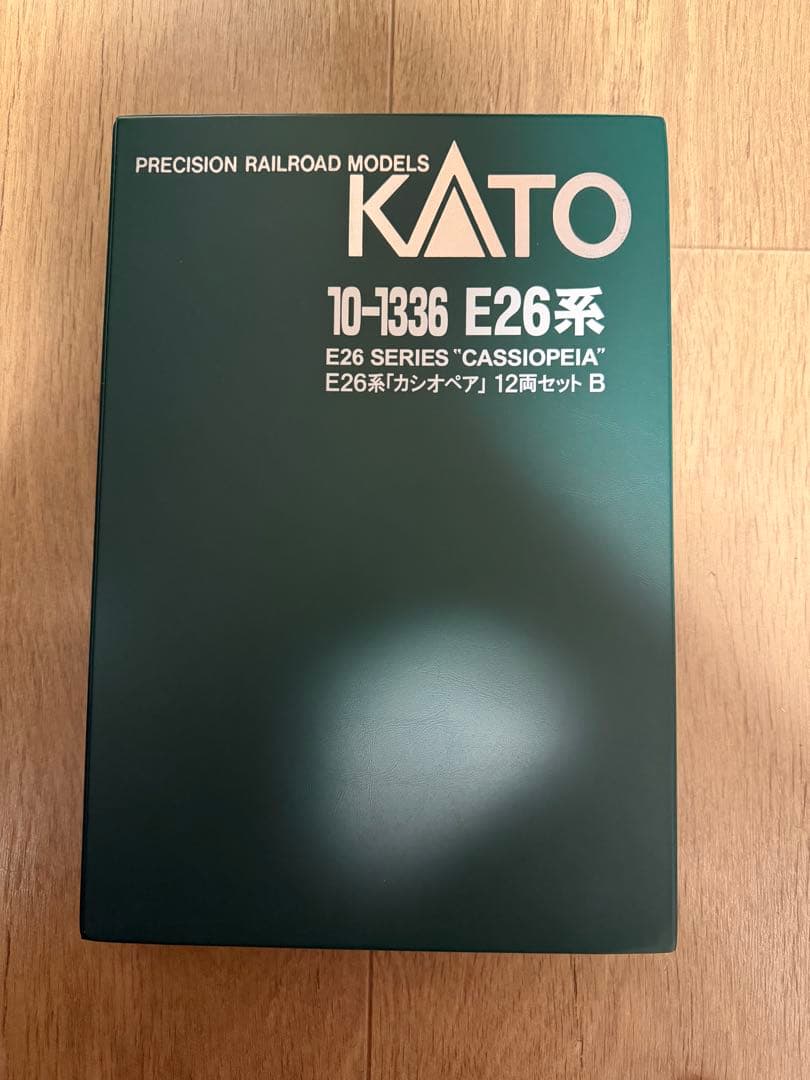 PRECISION RAILROAD MODELS
KATO
10-1336 E26系
E26 SERIES "CASSIOPEIA"
E26系「カシオペア」 12両セット B